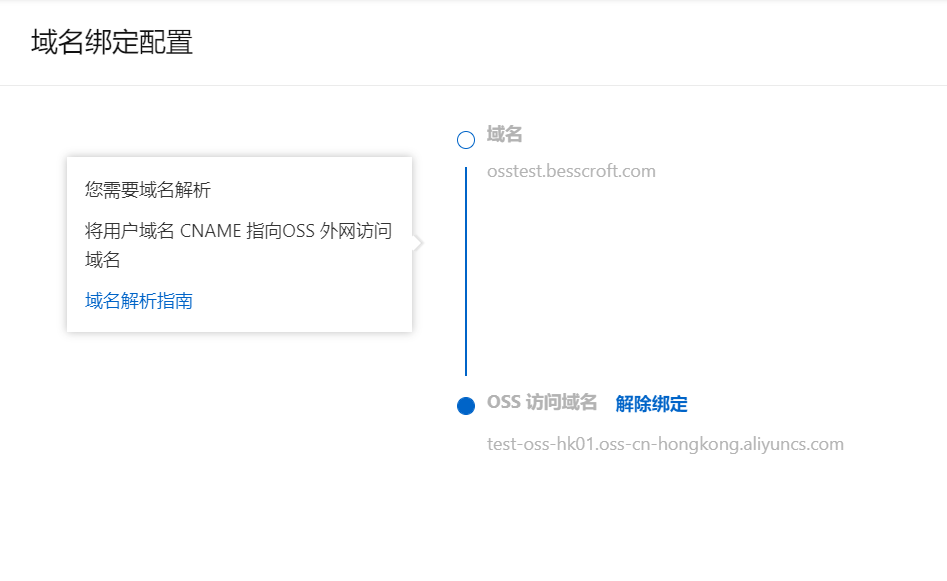 域名绑定配置
您需要域名解析
将用户域名 CNAME 指向OSS 外网访问
域名
域名解析指南
域名
osstest.besscroft.com
OSS 访问域名 解除绑定
test-oss-hk01.oss-cn-hongkong.aliyuncs.com